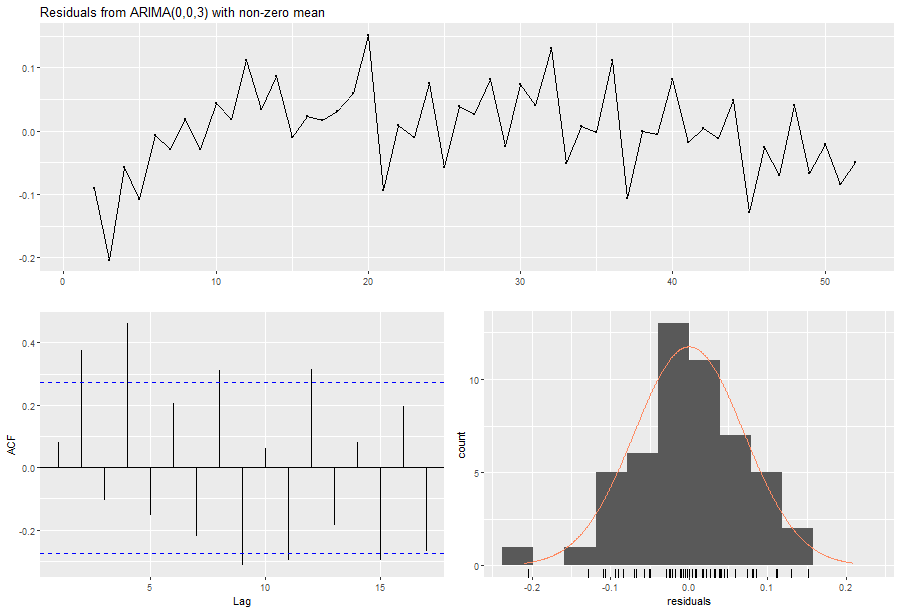 Residuals from ARIMA(0,0,3) with non-zero mean
0.1
0.0
-0.1
-0.2
0 10 20 30 40 50
0.4
0.2
0.0
-0.2
ACF
5 10 15
Lag
10
5
0
count
-0.2 -0.1 0.0 0.1 0.2
residuals